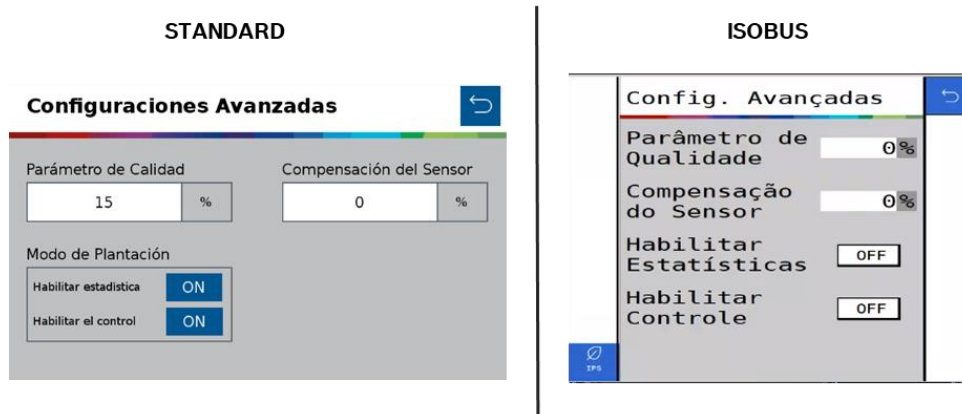 STANDARD
Configuraciones Avanzadas
Parámetro de Calidad
15 %
Compensación del Sensor
0 %
Modo de Plantación
Habilitar estadistica ON
Habilitar el control ON
ISOBUS
Config. Avançadas
Parâmetro de
Qualidade
0%
Compensação
do Sensor
0%
Habilitar
Estatísticas
OFF
Habilitar
Controle
OFF
IPS